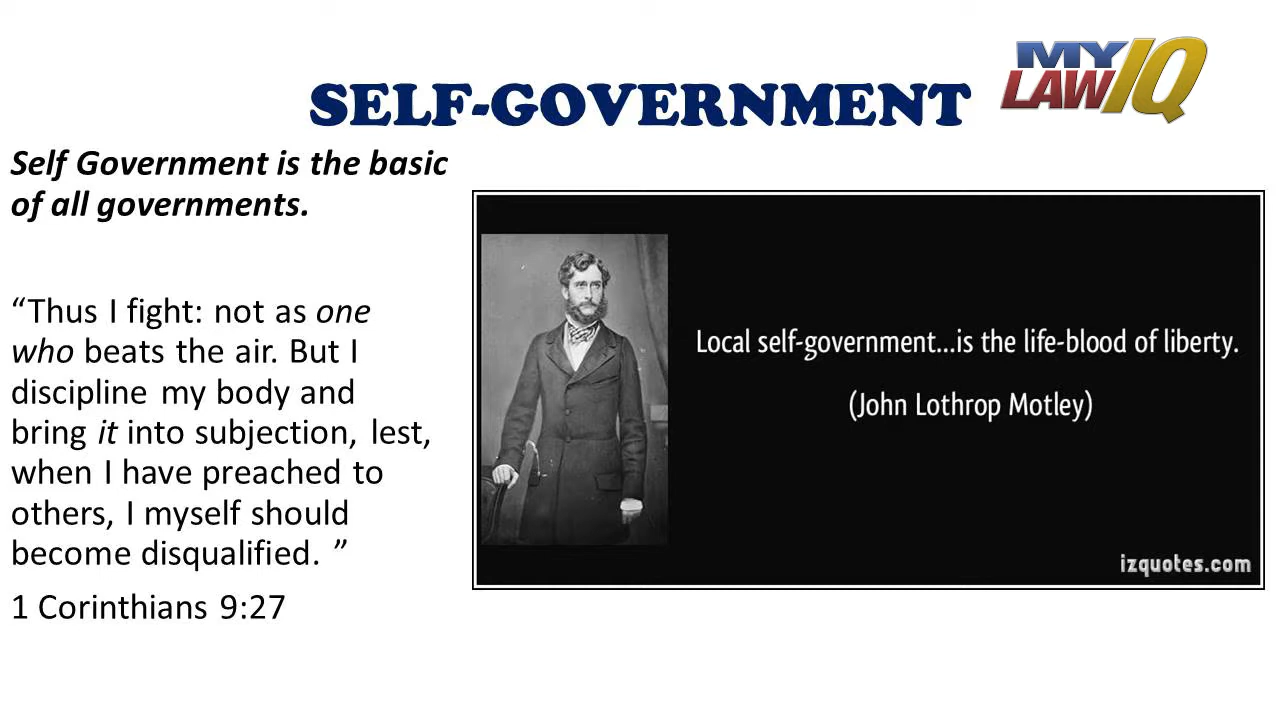 MY
LAW IQ
SELF-GOVERNMENT
Self Government is the basic
of all governments.
“Thus I fight: not as one
who beats the air. But I
discipline my body and
bring it into subjection, lest,
when I have preached to
others, I myself should
become disqualified. ”
1 Corinthians 9:27
Local self-government...is the life-blood of liberty.
(John Lothrop Motley)
izquotes.com